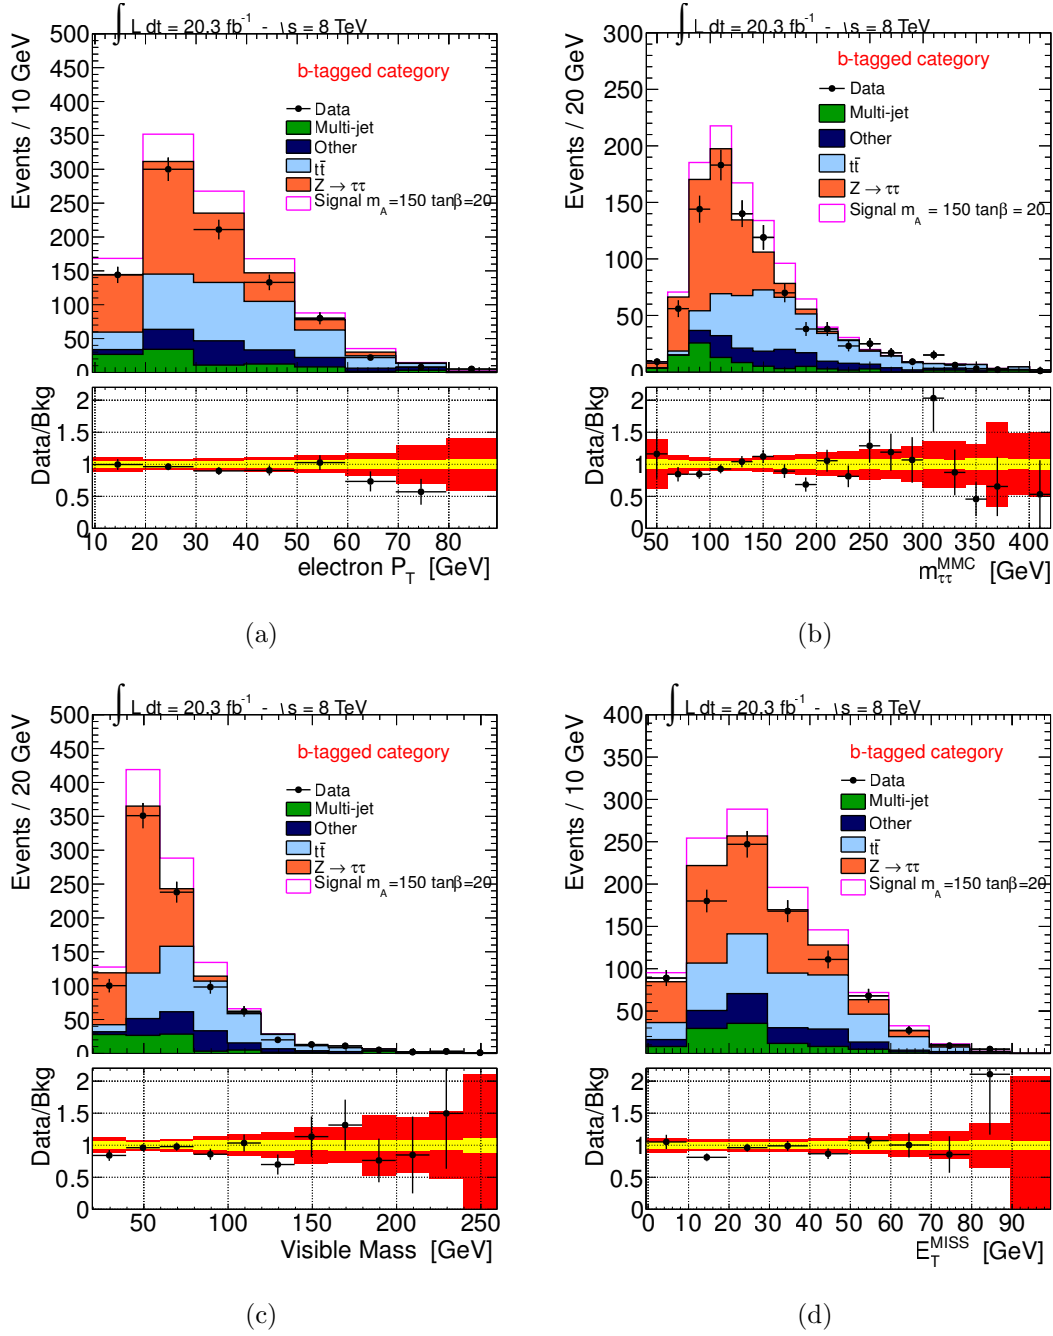 ∫ L dt = 20.3 fb-1 - √s = 8 TeV
Events / 10 GeV
500
450
400
350
300
250
200
150
100
50
0
b-tagged category
Data
Multi-jet
Other
tt̄
Z → ττ
Signal mA=150 tanβ=20
Data/Bkg
2
1.5
1
0.5
0
10 20 30 40 50 60 70 80
electron PT [GeV]
(a)
∫ L dt = 20.3 fb-1 - √s = 8 TeV
Events / 20 GeV
300
250
200
150
100
50
0
b-tagged category
Data
Multi-jet
Other
tt̄
Z → ττ
Signal mA = 150 tanβ = 20
Data/Bkg
2
1.5
1
0.5
0
50 100 150 200 250 300 350 400
mττMMC [GeV]
(b)
∫ L dt = 20.3 fb-1 - √s = 8 TeV
Events / 20 GeV
500
450
400
350
300
250
200
150
100
50
0
b-tagged category
Data
Multi-jet
Other
tt̄
Z → ττ
Signal mA=150 tanβ=20
Data/Bkg
2
1.5
1
0.5
0
50 100 150 200 250
Visible Mass [GeV]
(c)
∫ L dt = 20.3 fb-1 - √s = 8 TeV
Events / 10 GeV
400
350
300
250
200
150
100
50
0
b-tagged category
Data
Multi-jet
Other
tt̄
Z → ττ
Signal mA=150 tanβ=20
Data/Bkg
2
1.5
1
0.5
0
0 10 20 30 40 50 60 70 80 90
ETMISS [GeV]
(d)